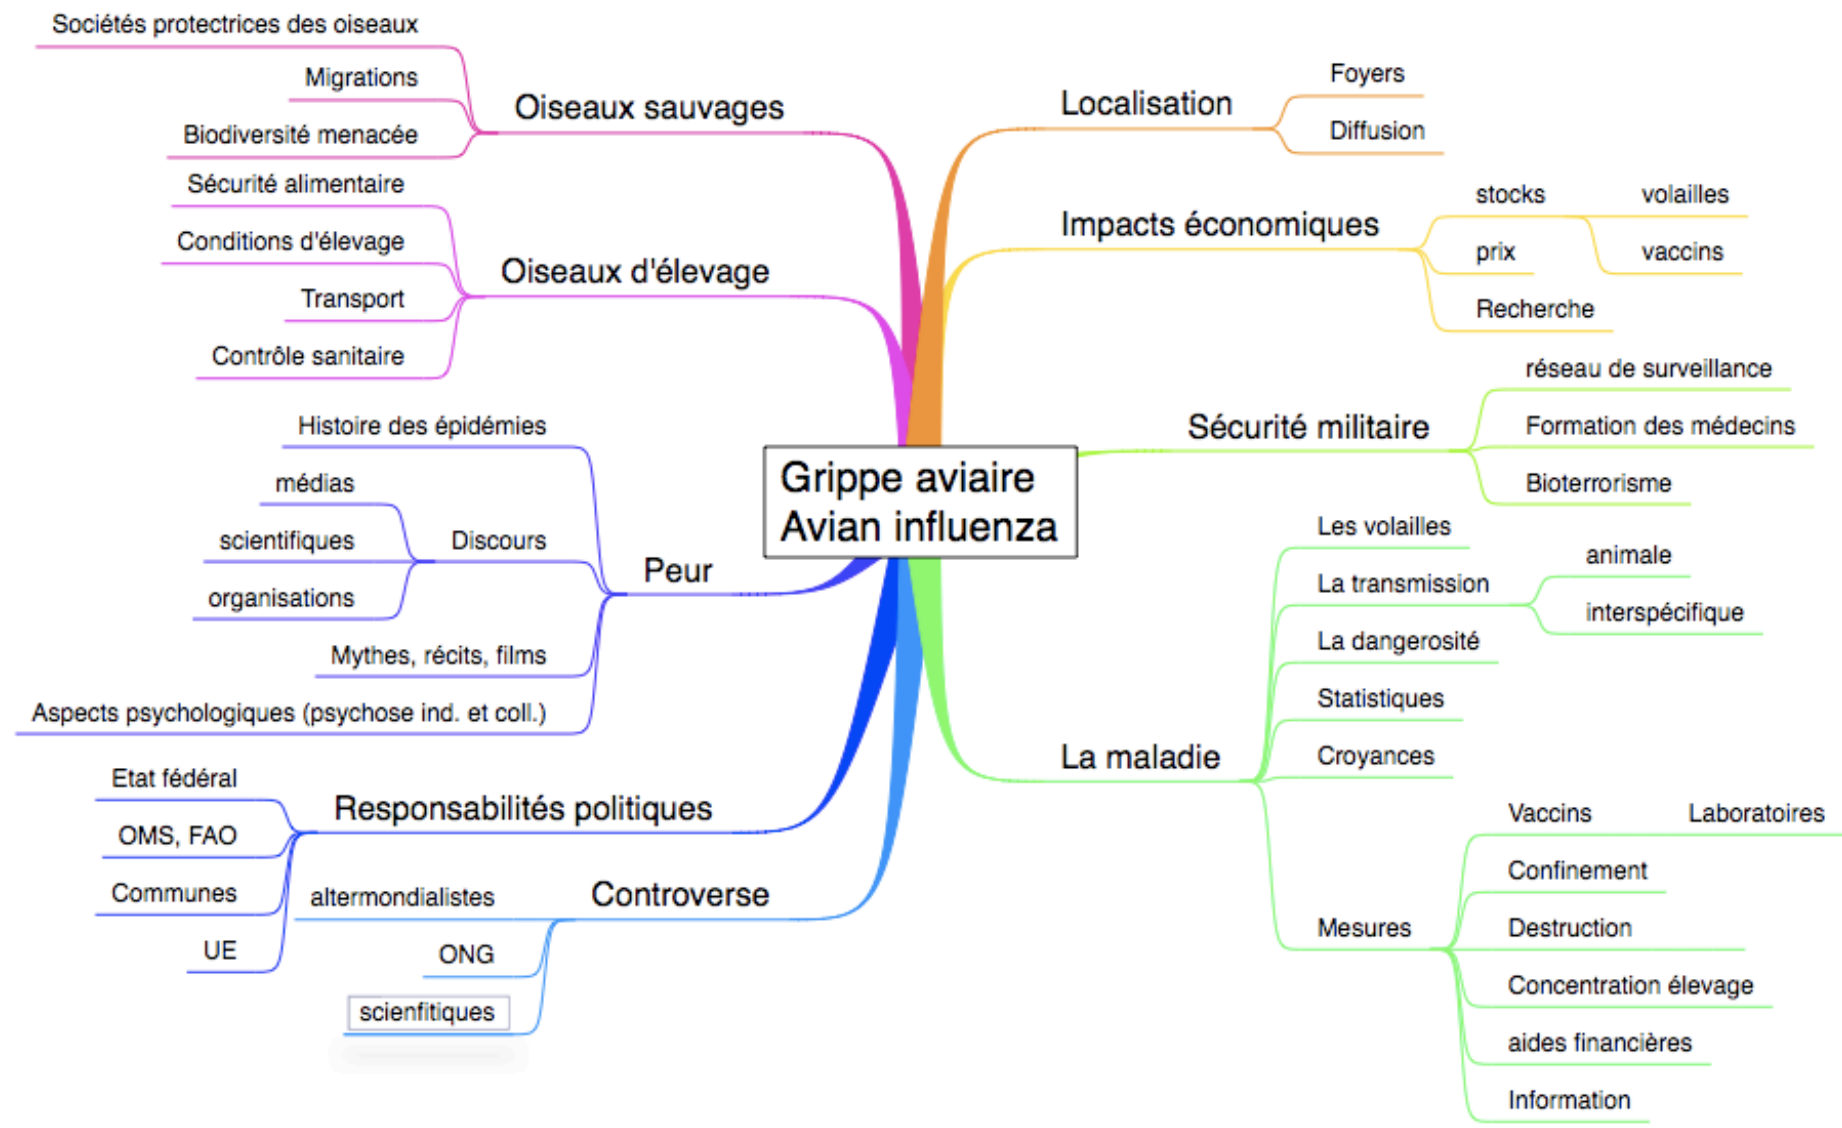 Grippe aviaire
Avian influenza
Oiseaux sauvages
Sociétés protectrices des oiseaux
Migrations
Biodiversité menacée
Oiseaux d'élevage
Sécurité alimentaire
Conditions d'élevage
Transport
Contrôle sanitaire
Peur
Histoire des épidémies
Discours
médias
scientifiques
organisations
Mythes, récits, films
Aspects psychologiques (psychose ind. et coll.)
Responsabilités politiques
Etat fédéral
OMS, FAO
Communes
UE
Controverse
altermondialistes
ONG
scienfitiques
Localisation
Foyers
Diffusion
Impacts économiques
stocks
volailles
vaccins
prix
Recherche
Sécurité militaire
réseau de surveillance
Formation des médecins
Bioterrorisme
La maladie
Les volailles
La transmission
animale
interspécifique
La dangerosité
Statistiques
Croyances
Mesures
Vaccins
Laboratoires
Confinement
Destruction
Concentration élevage
aides financières
Information